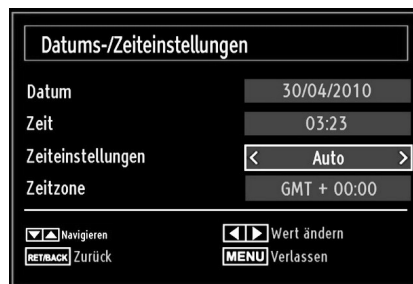 Datums-/Zeiteinstellungen
Datum 30/04/2010
Zeit 03:23
Zeiteinstellungen < Auto >
Zeitzone GMT + 00:00
Navigieren Wert ändern
RET/BACK Zurück MENU Verlassen